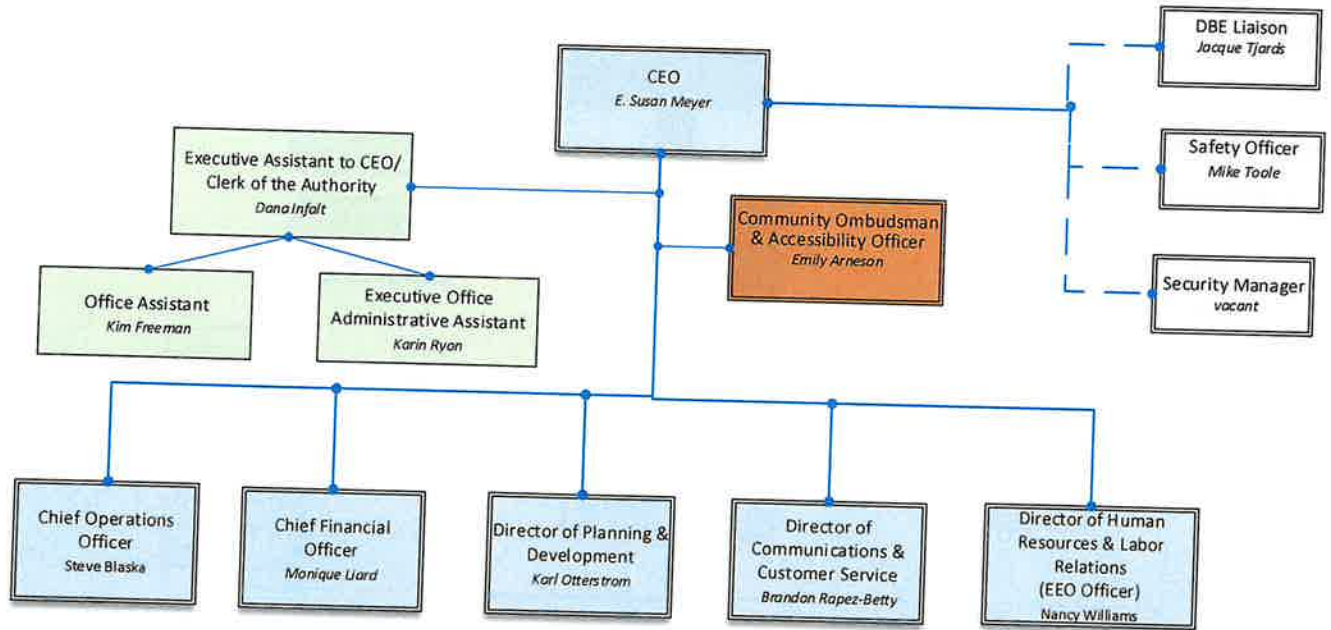 DBE Liaison
Jacque Tjards
CEO
E. Susan Meyer
Executive Assistant to CEO/
Clerk of the Authority
Dana Infalt
Safety Officer
Mike Toole
Community Ombudsman
& Accessibility Officer
Emily Arneson
Security Manager
vacant
Office Assistant
Kim Freeman
Executive Office
Administrative Assistant
Karin Ryon
Chief Operations
Officer
Steve Blaska
Chief Financial
Officer
Monique Liard
Director of Planning &
Development
Karl Otterstrom
Director of
Communications &
Customer Service
Brandon Rapez-Betty
Director of Human
Resources & Labor
Relations
(EEO Officer)
Nancy Williams